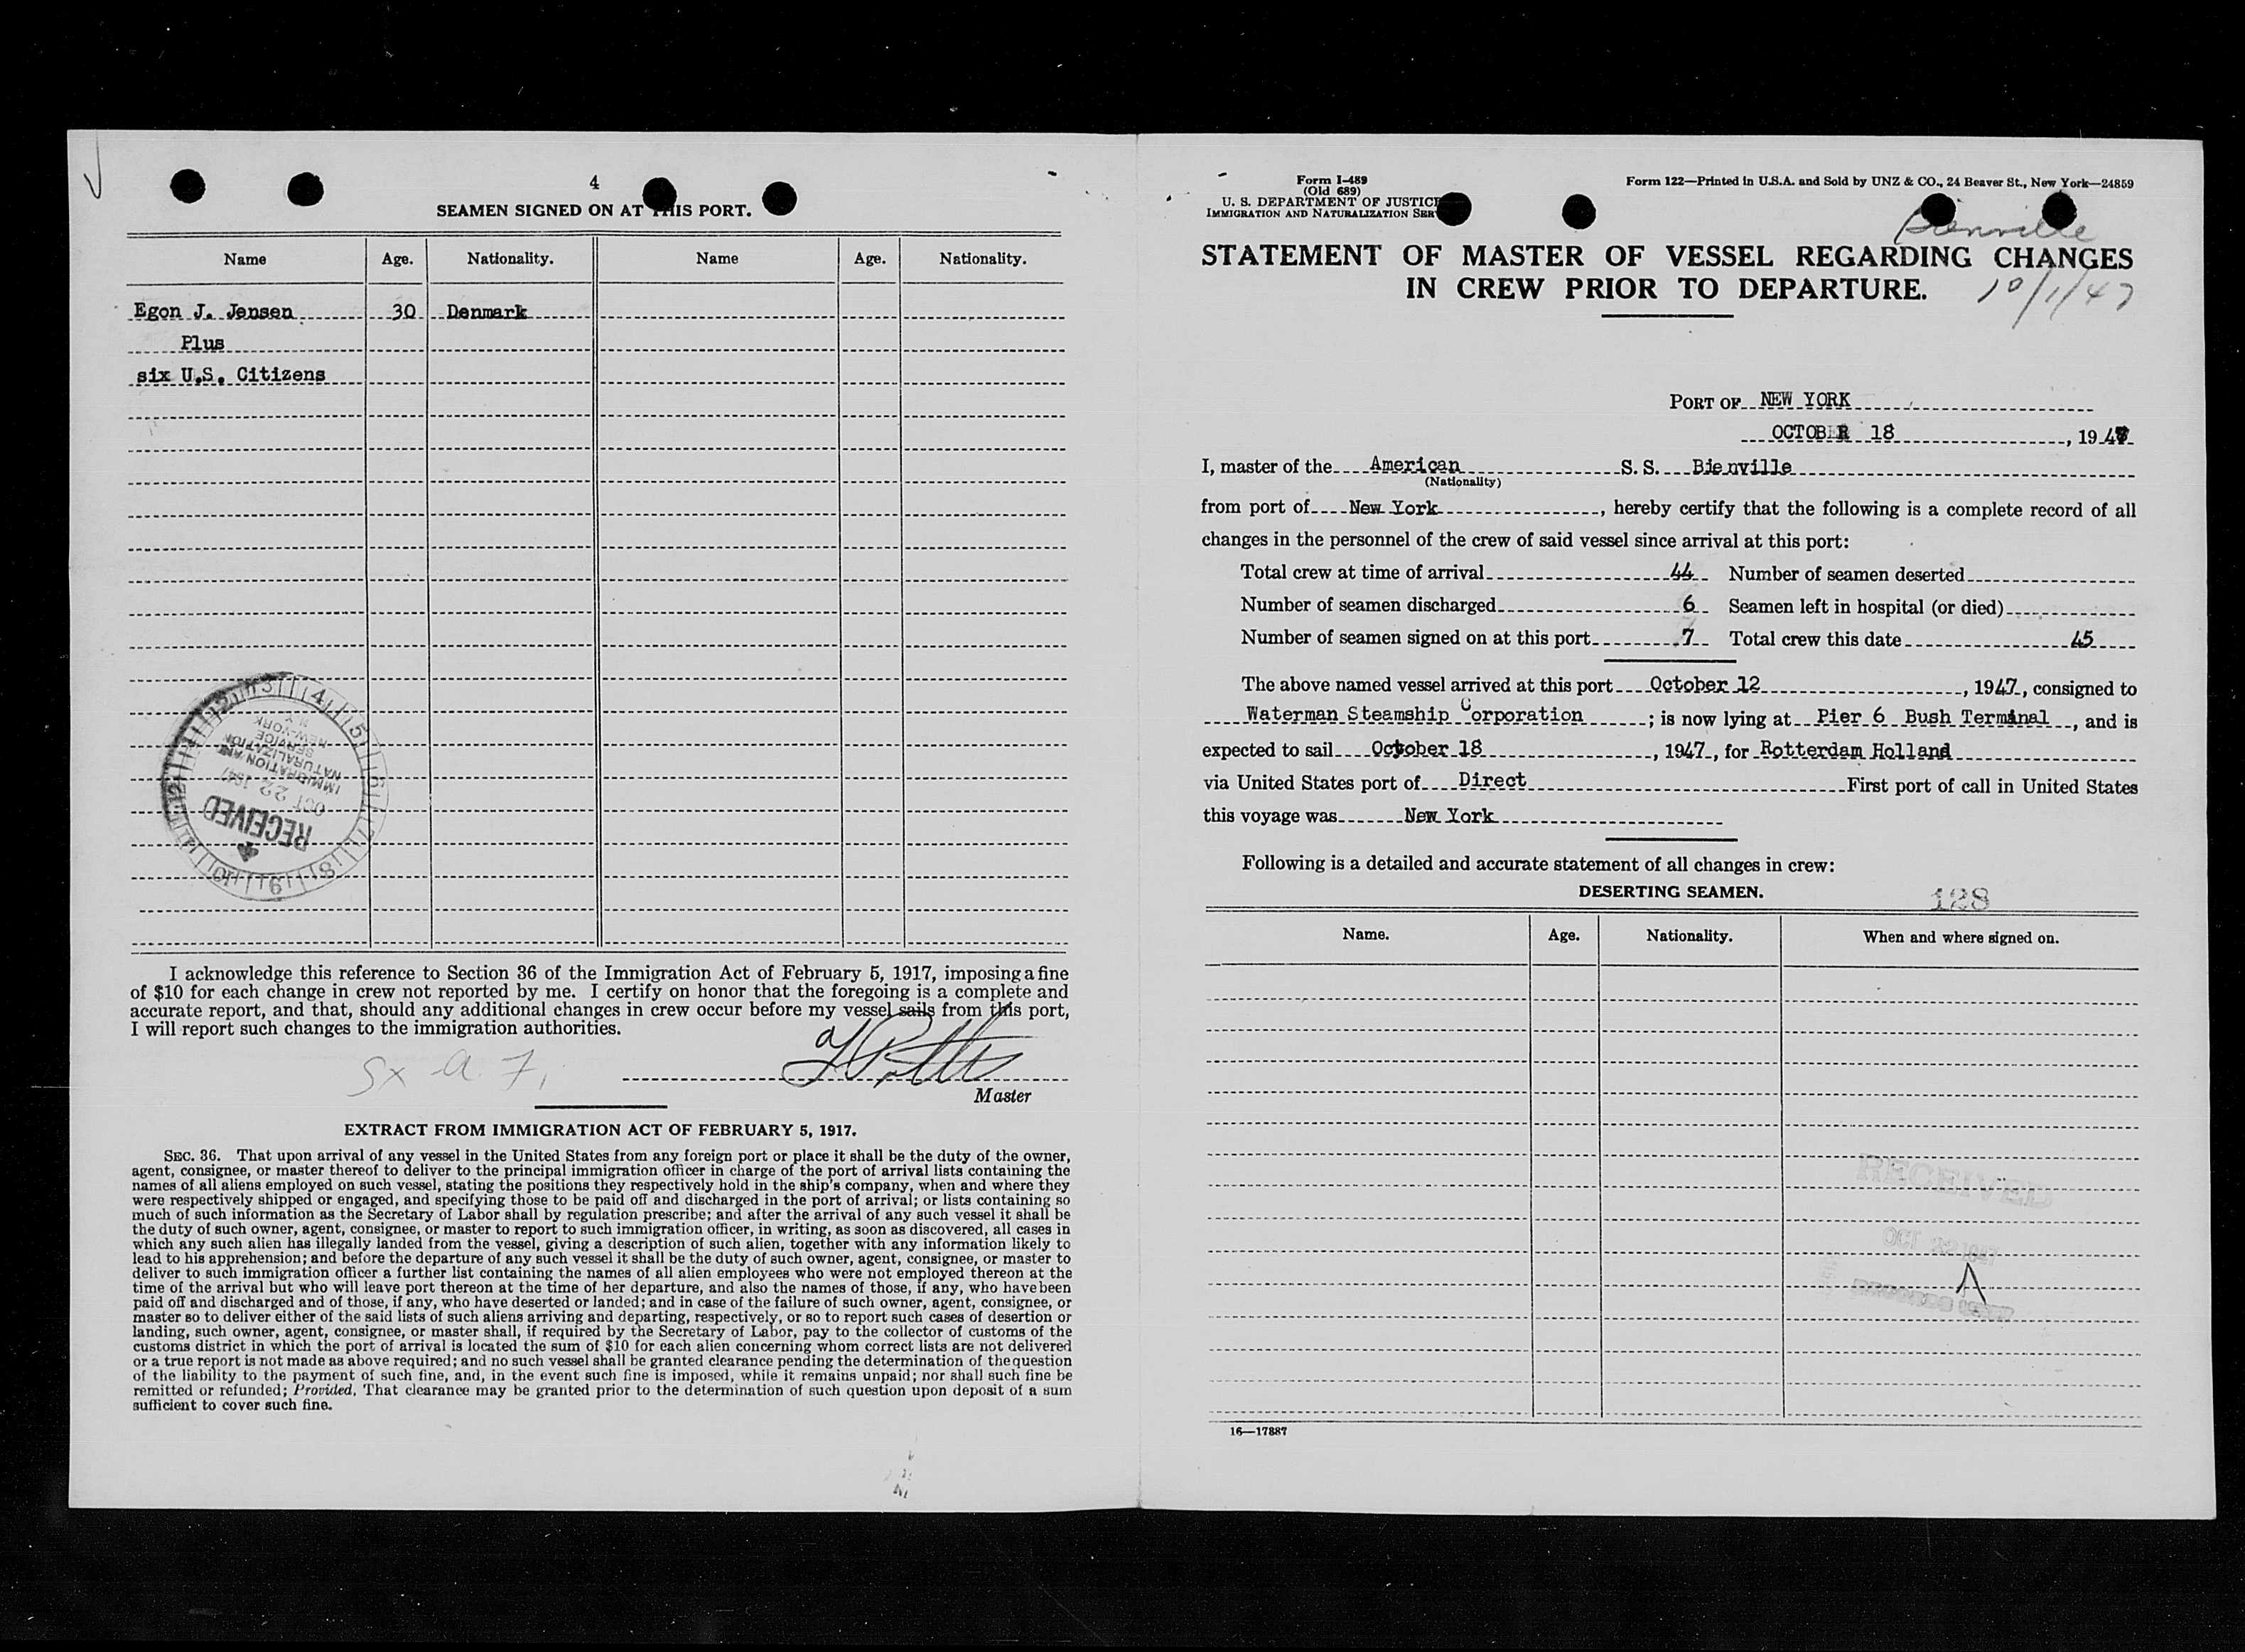 4
SEAMEN SIGNED ON AT THIS PORT.
Name Age. Nationality. Name Age. Nationality.
Egon J. Jensen 30 Denmark
Plus
six U.S. Citizens
12 1 2 3 4 5 6 7 8 9 10 11
RECEIVED
OCT 22 1947
IMMIGRATION AND
NATURALIZATION
SERVICE
NEW YORK
N.Y.
I acknowledge this reference to Section 36 of the Immigration Act of February 5, 1917, imposing a fine
of $10 for each change in crew not reported by me. I certify on honor that the foregoing is a complete and
accurate report, and that, should any additional changes in crew occur before my vessel sails from this port,
I will report such changes to the immigration authorities.
Master
EXTRACT FROM IMMIGRATION ACT OF FEBRUARY 5, 1917.
SEC. 36. That upon arrival of any vessel in the United States from any foreign port or place it shall be the duty of the owner,
agent, consignee, or master thereof to deliver to the principal immigration officer in charge of the port of arrival lists containing the
names of all aliens employed on such vessel, stating the positions they respectively hold in the ship's company, when and where they
were respectively shipped or engaged, and specifying those to be paid off and discharged in the port of arrival; or lists containing so
much of such information as the Secretary of Labor shall by regulation prescribe; and after the arrival of any such vessel it shall be
the duty of such owner, agent, consignee, or master to report to such immigration officer, in writing, as soon as discovered, all cases in
which any such alien has illegally landed from the vessel, giving a description of such alien, together with any information likely to
lead to his apprehension; and before the departure of any such vessel it shall be the duty of such owner, agent, consignee, or master to
deliver to such immigration officer a further list containing the names of all alien employees who were not employed thereon at the
time of the arrival but who will leave port thereon at the time of her departure, and also the names of those, if any, who have been
paid off and discharged and of those, if any, who have deserted or landed; and in case of the failure of such owner, agent, consignee, or
master so to deliver either of the said lists of such aliens arriving and departing, respectively, or so to report such cases of desertion or
landing, such owner, agent, consignee, or master shall, if required by the Secretary of Labor, pay to the collector of customs of the
customs district in which the port of arrival is located the sum of $10 for each alien concerning whom correct lists are not delivered
or a true report is not made as above required; and no such vessel shall be granted clearance pending the determination of the question
of the liability to the payment of such fine, and, in the event such fine is imposed, while it remains unpaid; nor shall such fine be
remitted or refunded; Provided, That clearance may be granted prior to the determination of such question upon deposit of a sum
sufficient to cover such fine.
Form I-489
(Old 689)
U. S. DEPARTMENT OF JUSTICE
IMMIGRATION AND NATURALIZATION SER
Form 122—Printed in U.S.A. and Sold by UNZ & CO., 24 Beaver St., New York—24859
Bienville
STATEMENT OF MASTER OF VESSEL REGARDING CHANGES
IN CREW PRIOR TO DEPARTURE.
10/1/47
PORT OF NEW YORK
OCTOBER 18, 1947
I, master of the American S. S. Bienville
(Nationality)
from port of New York, hereby certify that the following is a complete record of all
changes in the personnel of the crew of said vessel since arrival at this port:
Total crew at time of arrival 44 Number of seamen deserted
Number of seamen discharged 6 Seamen left in hospital (or died)
Number of seamen signed on at this port 7 Total crew this date 45
The above named vessel arrived at this port October 12, 1947, consigned to
Waterman Steamship Corporation; is now lying at Pier 6 Bush Terminal, and is
expected to sail October 18, 1947, for Rotterdam Holland
via United States port of Direct First port of call in United States
this voyage was New York
Following is a detailed and accurate statement of all changes in crew:
DESERTING SEAMEN.
128
Name. Age. Nationality. When and where signed on.
RECEIVED
OCT 22 1947
16—17887